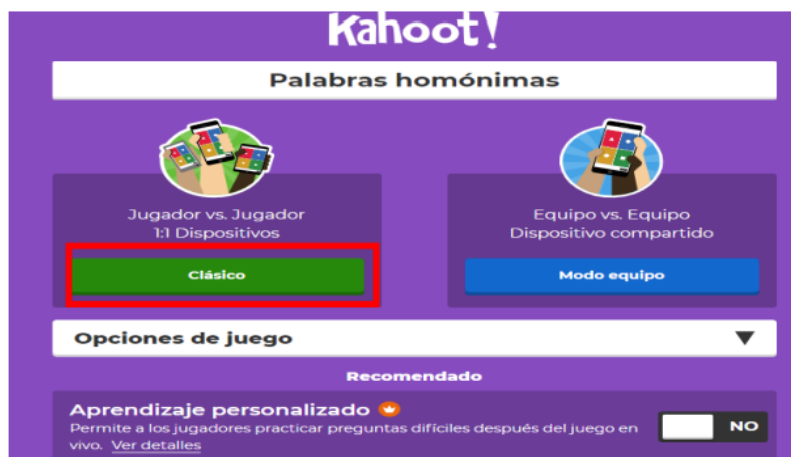 Kahoot!
Palabras homónimas
Jugador vs. Jugador
1:1 Dispositivos
Clásico
Equipo vs. Equipo
Dispositivo compartido
Modo equipo
Opciones de juego
Recomendado
Aprendizaje personalizado
Permite a los jugadores practicar preguntas difíciles después del juego en
vivo. Ver detalles
NO